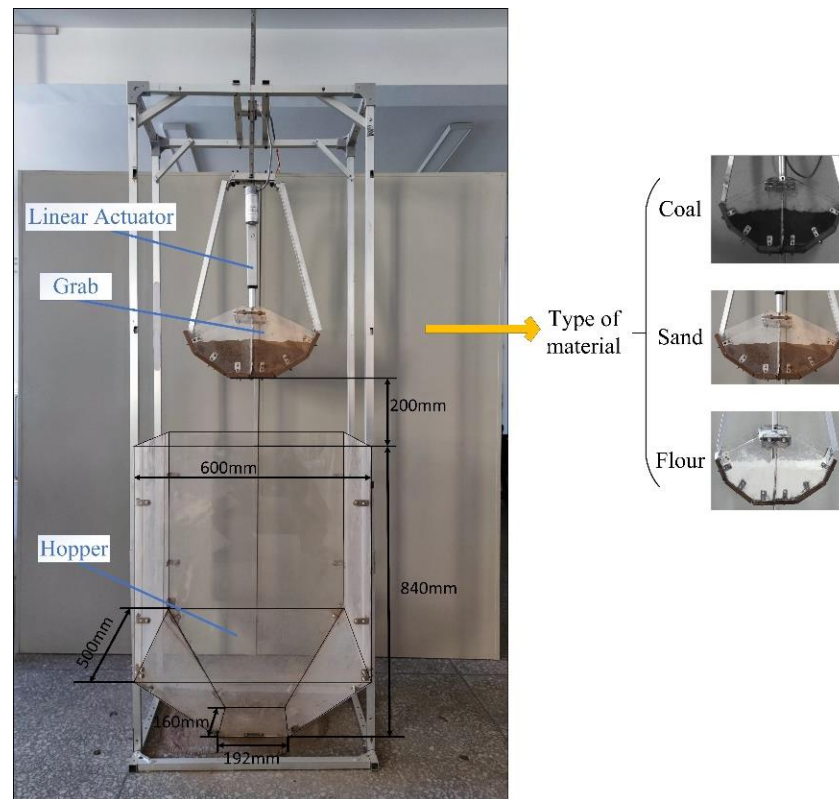 Linear Actuator
Grab
200mm
600mm
Hopper
840mm
500mm
160mm
192mm
Type of
material
Coal
Sand
Flour